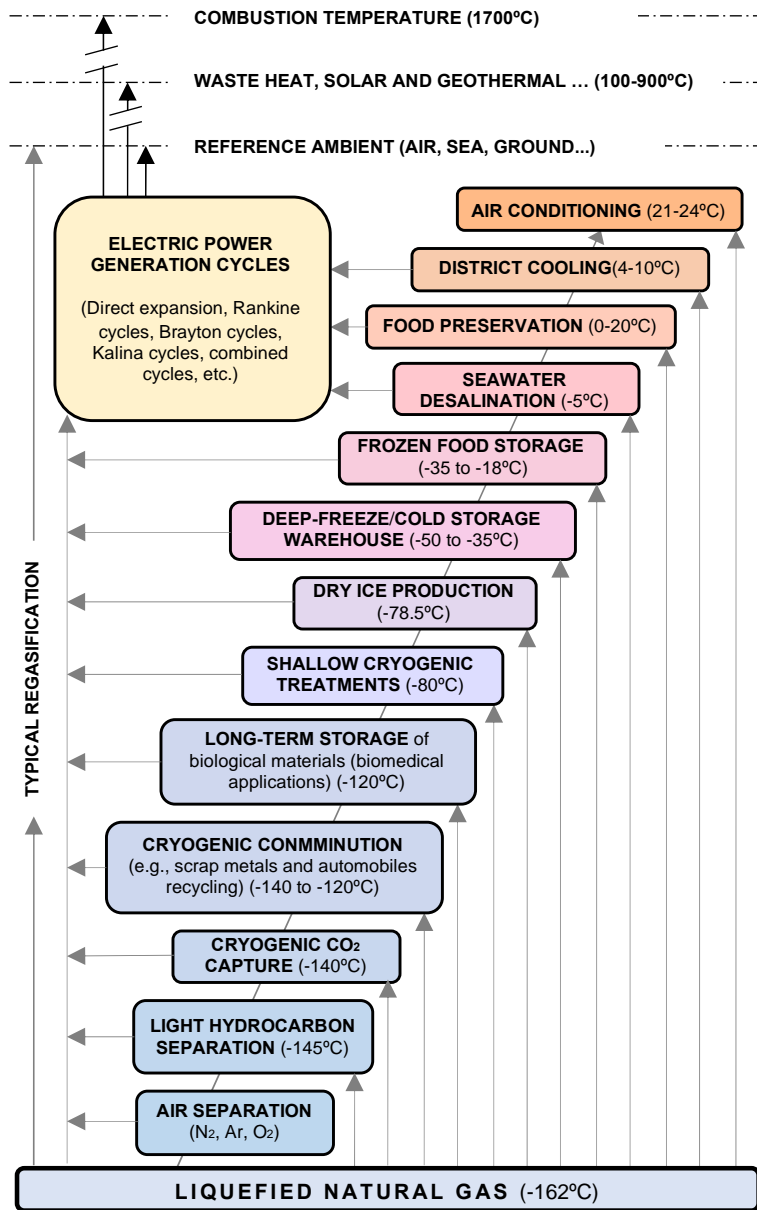 COMBUSTION TEMPERATURE (1700ºC)
WASTE HEAT, SOLAR AND GEOTHERMAL … (100-900ºC)
REFERENCE AMBIENT (AIR, SEA, GROUND...)
ELECTRIC POWER
GENERATION CYCLES
(Direct expansion, Rankine
cycles, Brayton cycles,
Kalina cycles, combined
cycles, etc.)
AIR CONDITIONING (21-24ºC)
DISTRICT COOLING(4-10ºC)
FOOD PRESERVATION (0-20ºC)
SEAWATER
DESALINATION (-5ºC)
FROZEN FOOD STORAGE
(-35 to -18ºC)
DEEP-FREEZE/COLD STORAGE
WAREHOUSE (-50 to -35ºC)
DRY ICE PRODUCTION
(-78.5ºC)
SHALLOW CRYOGENIC
TREATMENTS (-80ºC)
LONG-TERM STORAGE of
biological materials (biomedical
applications) (-120ºC)
CRYOGENIC CONMMINUTION
(e.g., scrap metals and automobiles
recycling) (-140 to -120ºC)
CRYOGENIC CO₂
CAPTURE (-140ºC)
LIGHT HYDROCARBON
SEPARATION (-145ºC)
AIR SEPARATION
(N₂, Ar, O₂)
TYPICAL REGASIFICATION
LIQUEFIED NATURAL GAS (-162ºC)